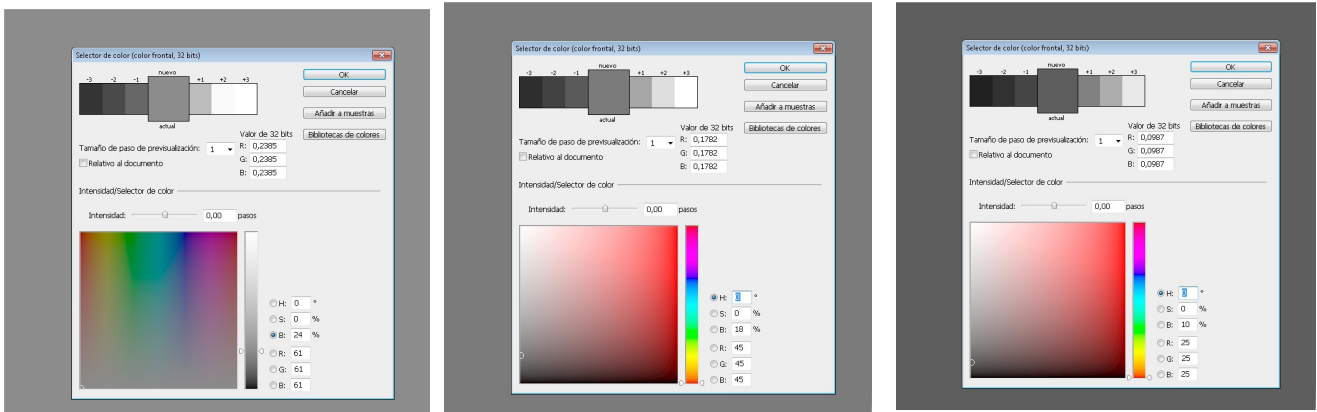 Selector de color (color frontal, 32 bits)
-3 -2 -1 nuevo +1 +2 +3
actual
OK
Cancelar
Añadir a muestras
Bibliotecas de colores
Valor de 32 bits
Tamaño de paso de previsualización: 1
R: 0,2385
G: 0,2385
B: 0,2385
Relativo al documento
Intensidad/Selector de color
Intensidad: 0,00 pasos
H: 0 °
S: 0 %
B: 24 %
R: 61
G: 61
B: 61
Selector de color (color frontal, 32 bits)
-3 -2 -1 nuevo +1 +2 +3
actual
OK
Cancelar
Añadir a muestras
Bibliotecas de colores
Valor de 32 bits
Tamaño de paso de previsualización: 1
R: 0,1782
G: 0,1782
B: 0,1782
Relativo al documento
Intensidad/Selector de color
Intensidad: 0,00 pasos
H: 0 °
S: 0 %
B: 18 %
R: 45
G: 45
B: 45
Selector de color (color frontal, 32 bits)
-3 -2 -1 nuevo +1 +2 +3
actual
OK
Cancelar
Añadir a muestras
Bibliotecas de colores
Valor de 32 bits
Tamaño de paso de previsualización: 1
R: 0,0987
G: 0,0987
B: 0,0987
Relativo al documento
Intensidad/Selector de color
Intensidad: 0,00 pasos
H: 0 °
S: 0 %
B: 10 %
R: 25
G: 25
B: 25